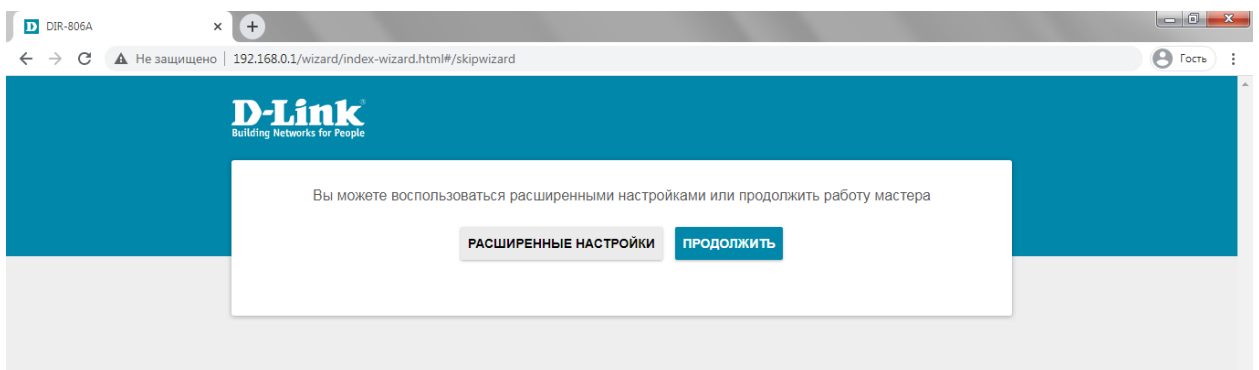 DIR-806A
Не защищено
192.168.0.1/wizard/index-wizard.html#/skipwizard
Гость
D-Link
Building Networks for People
Вы можете воспользоваться расширенными настройками или продолжить работу мастера
РАСШИРЕННЫЕ НАСТРОЙКИ
ПРОДОЛЖИТЬ